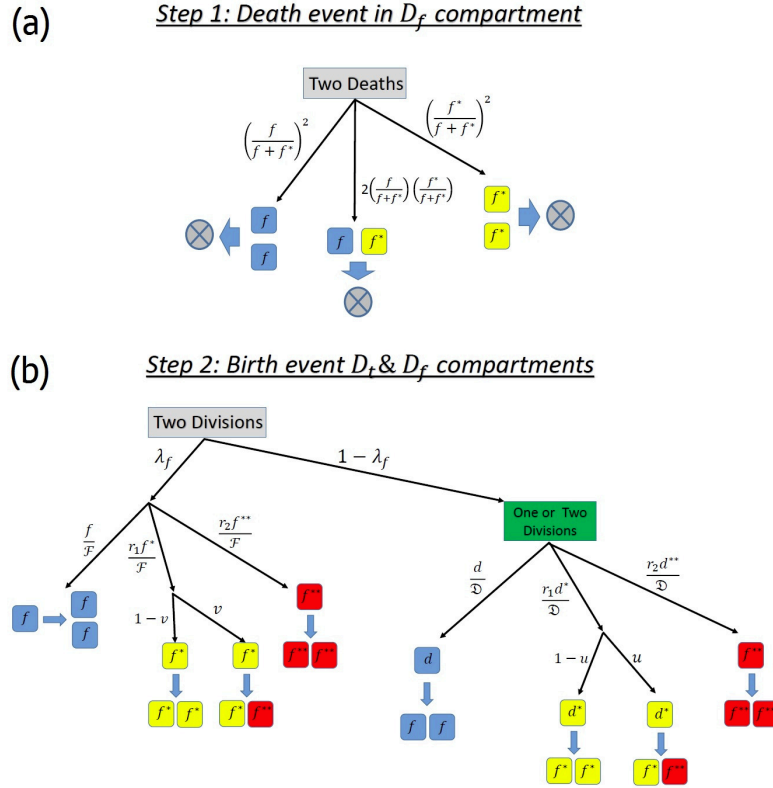 (a)
Step 1: Death event in D_f compartment
Two Deaths
(f/(f + f*))^2
2(f/(f+f*))(f*/(f+f*))
(f*/(f + f*))^2
f
f
f f*
f*
f*
(b)
Step 2: Birth event D_t & D_f compartments
Two Divisions
λ_f
1 − λ_f
One or Two
Divisions
f/ℱ
r_1f*/ℱ
r_2f**/ℱ
d/𝔇
r_1d*/𝔇
r_2d**/𝔇
f
f
f
1 − v
v
f**
f** f**
f*
f*
f* f*
f* f**
d
f f
1 − u
u
d*
d*
f* f*
f* f**
f**
f** f**